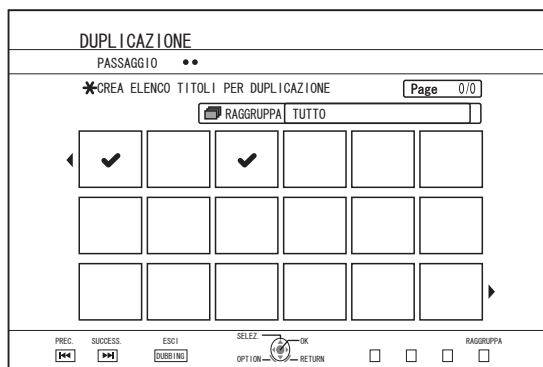 DUPLICAZIONE
PASSAGGIO
CREA ELENCO TITOLI PER DUPLICAZIONE
Page 0/0
RAGGRUPPA TUTTO
PREC. SUCCESS. ESCI SELEZ. OK RAGGRUPPA
DUBBING OPTION RETURN